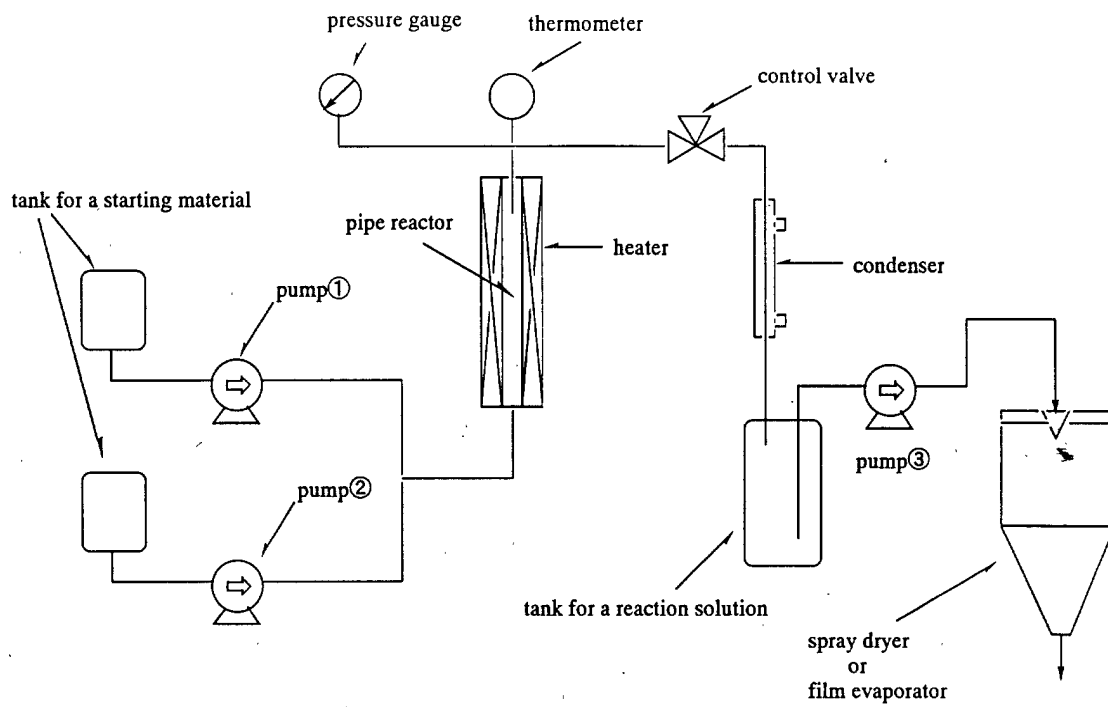 pressure gauge
thermometer
control valve
tank for a starting material
pipe reactor
heater
condenser
pump①
pump②
pump③
tank for a reaction solution
spray dryer
or
film evaporator